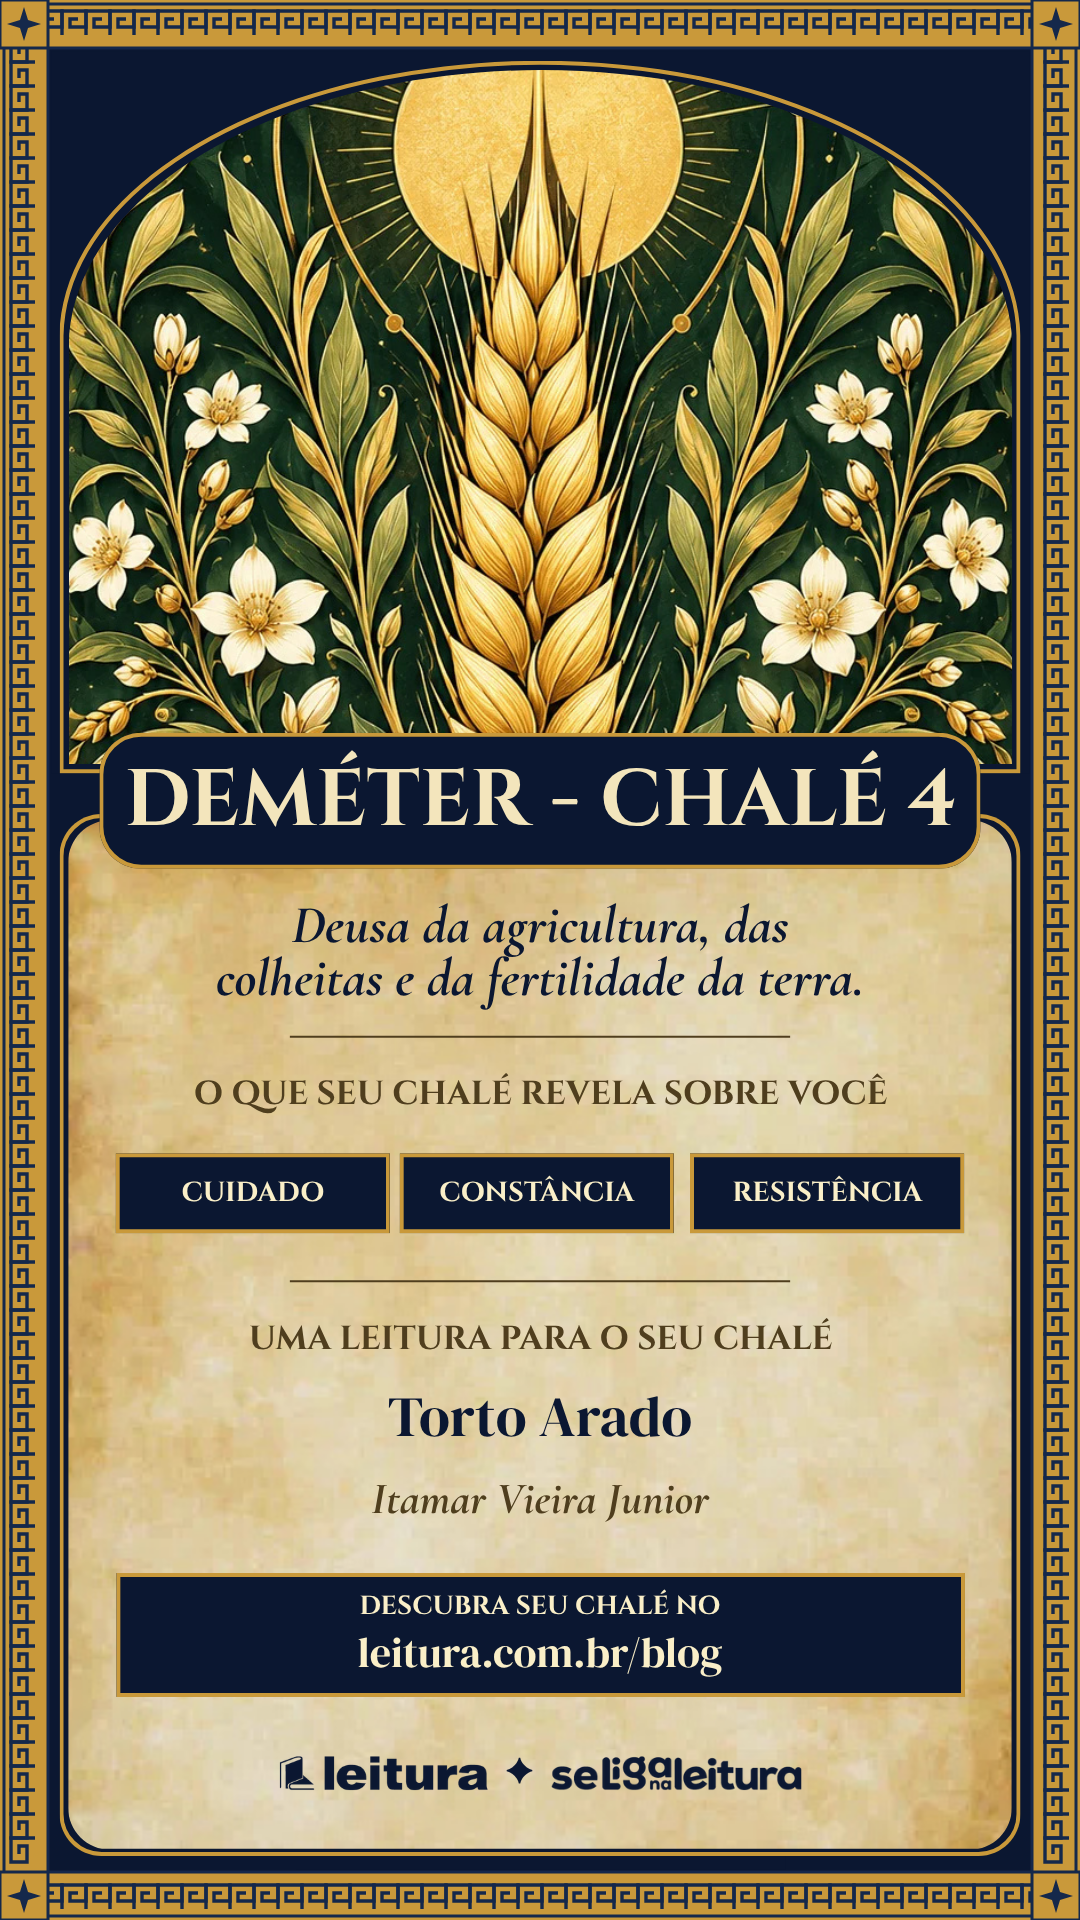 DEMÉTER - CHALÉ 4
Deusa da agricultura, das
colheitas e da fertilidade da terra.
O QUE SEU CHALÉ REVELA SOBRE VOCÊ
CUIDADO CONSTÂNCIA RESISTÊNCIA
UMA LEITURA PARA O SEU CHALÉ
Torto Arado
Itamar Vieira Junior
DESCUBRA SEU CHALÉ NO
leitura.com.br/blog
leitura seliganaleitura